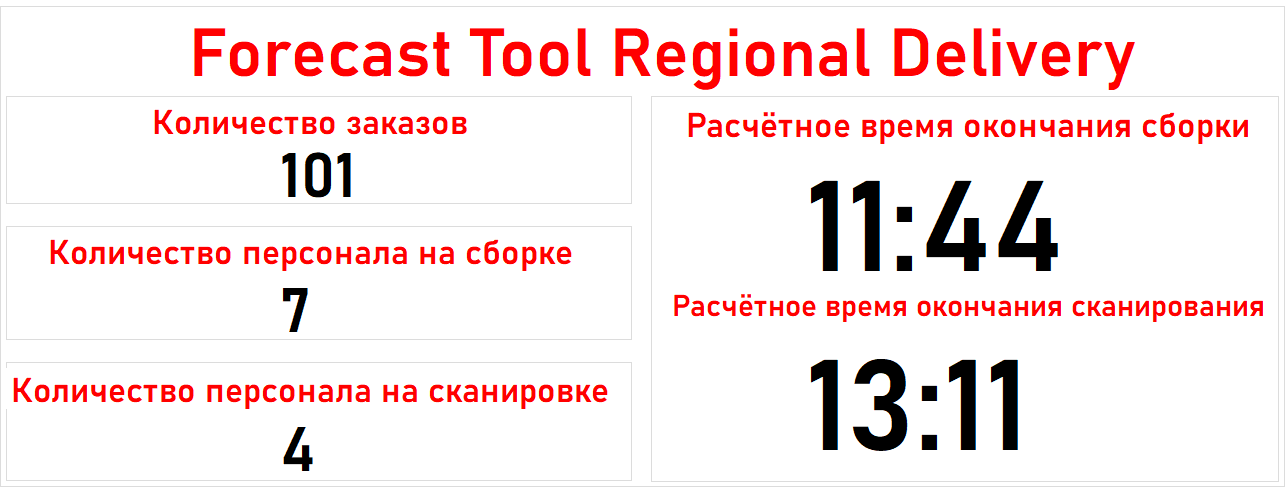 Forecast Tool Regional Delivery
Количество заказов
101
Количество персонала на сборке
7
Количество персонала на сканировке
4
Расчётное время окончания сборки
11:44
Расчётное время окончания сканирования
13:11